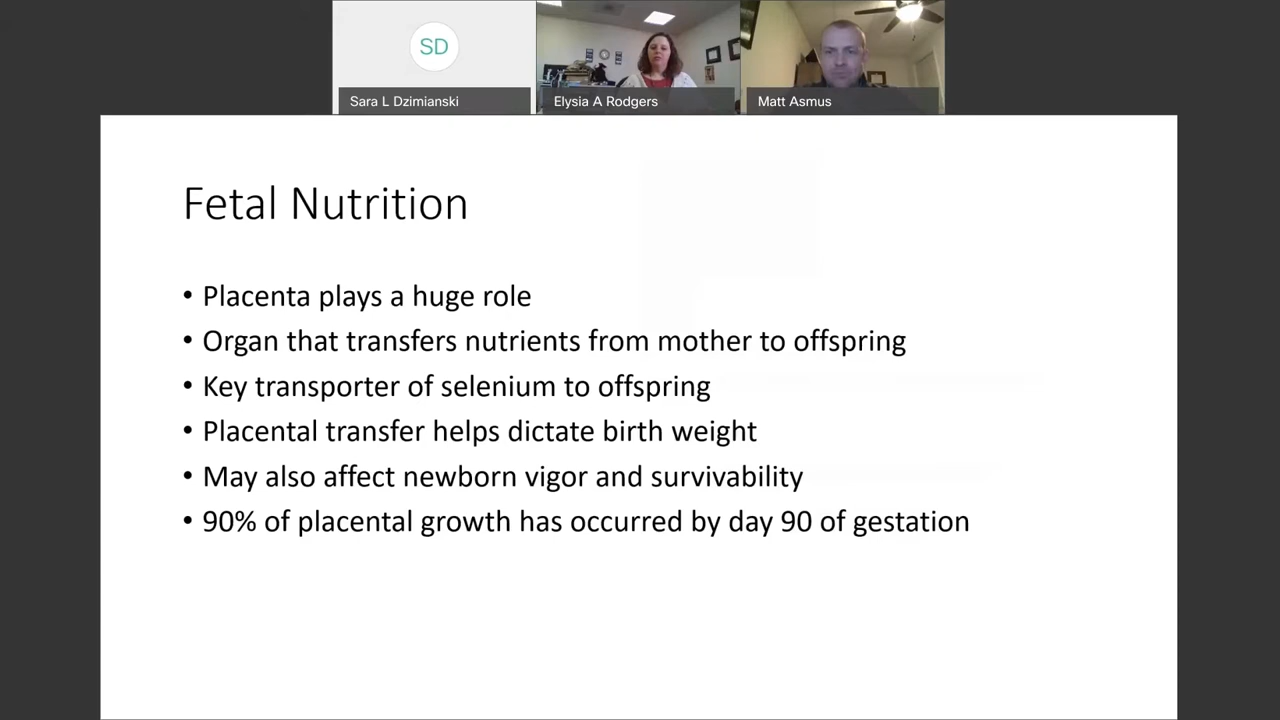 SD
Sara L Dzimianski
Elysia A Rodgers
Matt Asmus
Fetal Nutrition
• Placenta plays a huge role
• Organ that transfers nutrients from mother to offspring
• Key transporter of selenium to offspring
• Placental transfer helps dictate birth weight
• May also affect newborn vigor and survivability
• 90% of placental growth has occurred by day 90 of gestation